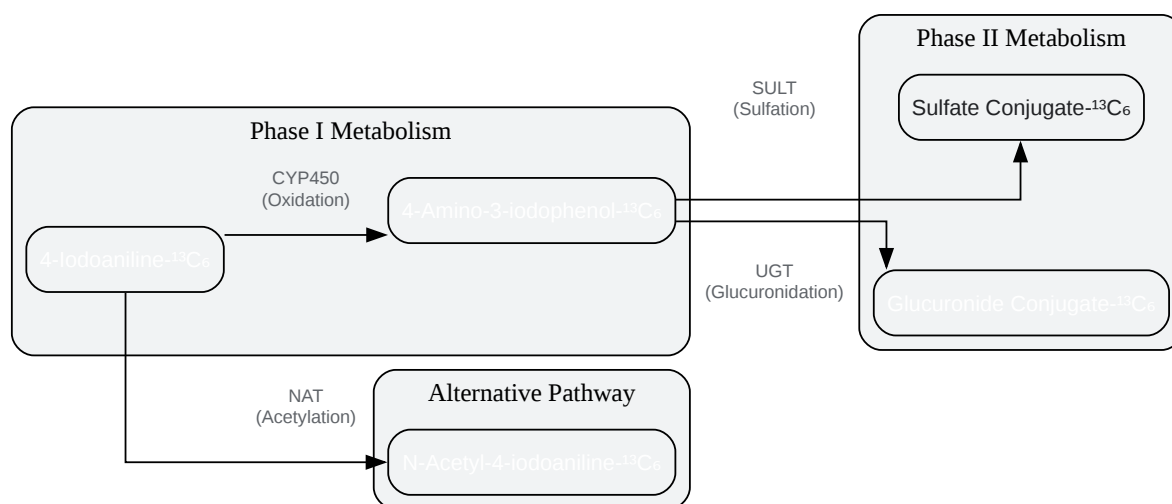 Phase II Metabolism
SULT
(Sulfation)
Sulfate Conjugate-¹³C₆
Phase I Metabolism
CYP450
(Oxidation)
4-Amino-3-iodophenol-¹³C₆
4-Iodoaniline-¹³C₆
UGT
(Glucuronidation)
Glucuronide Conjugate-¹³C₆
NAT
(Acetylation)
Alternative Pathway
N-Acetyl-4-iodoaniline-¹³C₆